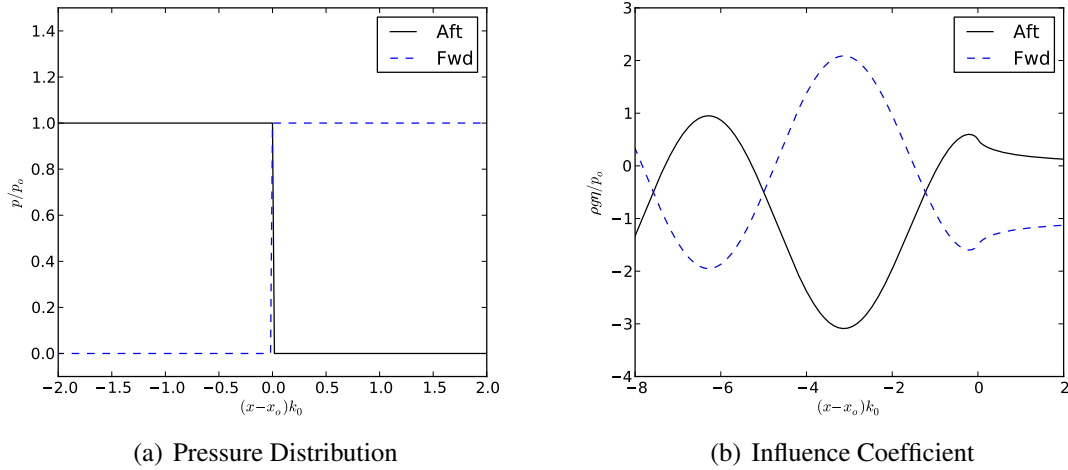 1.4
1.2
1.0
0.8
0.6
0.4
0.2
0.0
p/p_o
−2.0 −1.5 −1.0 −0.5 0.0 0.5 1.0 1.5 2.0
(x−x_o)k_0
Aft
Fwd
(a) Pressure Distribution
3
2
1
0
−1
−2
−3
−4
ρgη/p_o
−8 −6 −4 −2 0 2
(x−x_o)k_0
Aft
Fwd
(b) Influence Coefficient